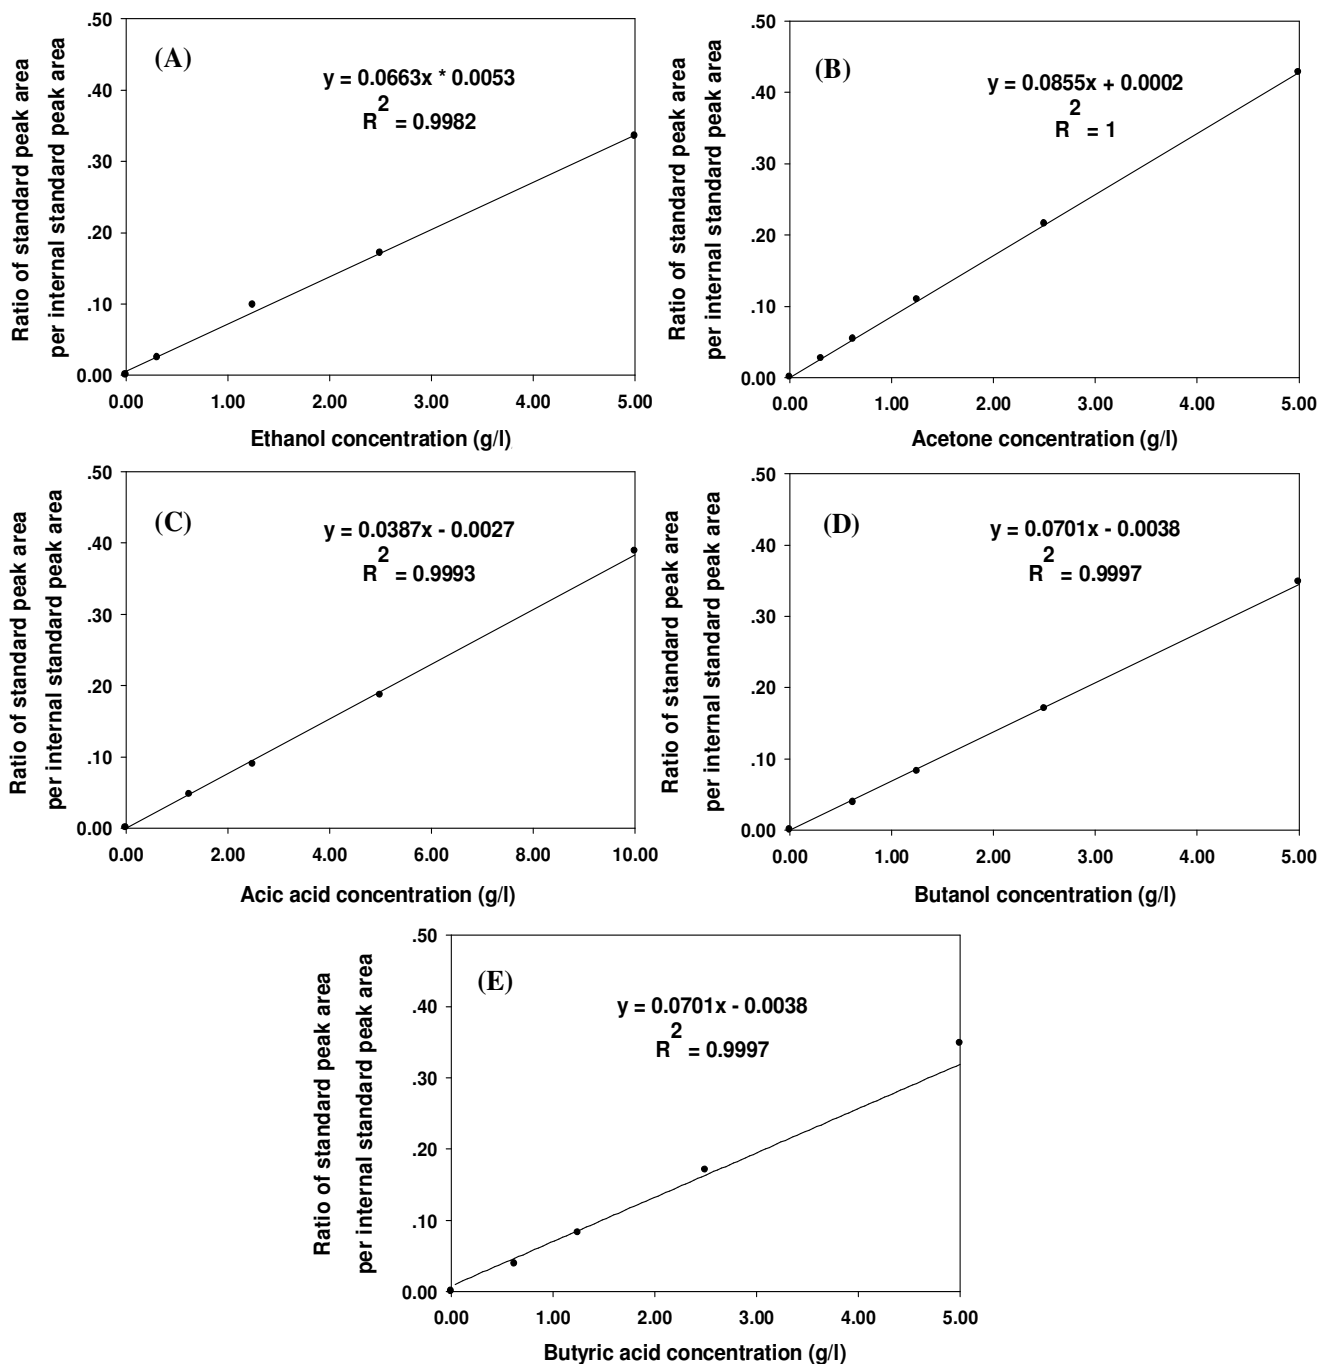 Ratio of standard peak area
per internal standard peak area
.50
.40
.30
.20
.10
0.00
(A)
y = 0.0663x * 0.0053
2
R = 0.9982
0.00 1.00 2.00 3.00 4.00 5.00
Ethanol concentration (g/l)
Ratio of standard peak area
per internal standard peak area
.50
.40
.30
.20
.10
0.00
(B)
y = 0.0855x + 0.0002
2
R = 1
0.00 1.00 2.00 3.00 4.00 5.00
Acetone concentration (g/l)
Ratio of standard peak area
per internal standard peak area
.50
.40
.30
.20
.10
0.00
(C)
y = 0.0387x - 0.0027
2
R = 0.9993
0.00 2.00 4.00 6.00 8.00 10.00
Acic acid concentration (g/l)
Ratio of standard peak area
per internal standard peak area
.50
.40
.30
.20
.10
0.00
(D)
y = 0.0701x - 0.0038
2
R = 0.9997
0.00 1.00 2.00 3.00 4.00 5.00
Butanol concentration (g/l)
Ratio of standard peak area
per internal standard peak area
.50
.40
.30
.20
.10
0.00
(E)
y = 0.0701x - 0.0038
2
R = 0.9997
0.00 1.00 2.00 3.00 4.00 5.00
Butyric acid concentration (g/l)